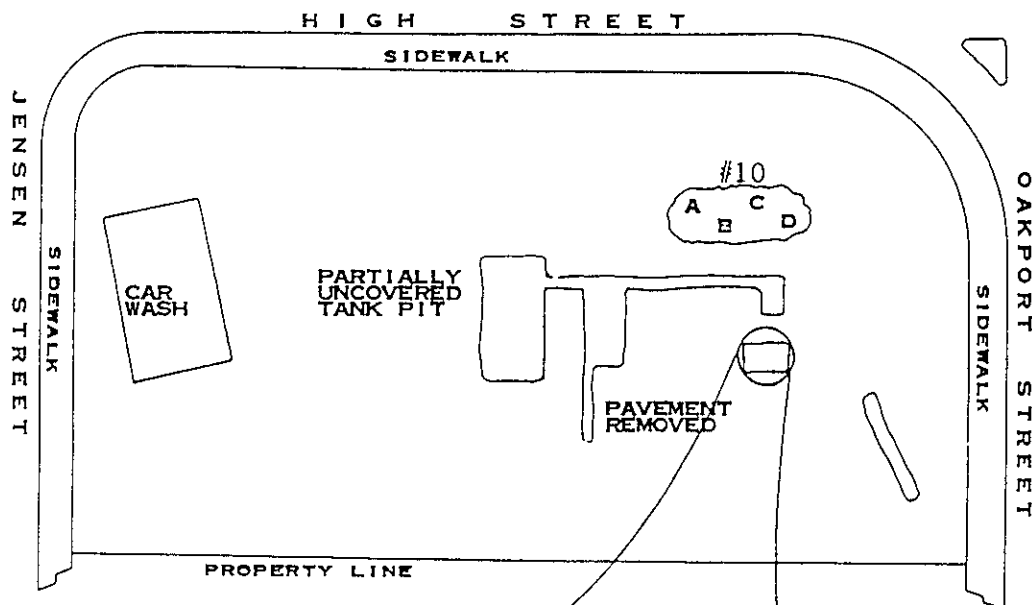 HIGH STREET
SIDEWALK
JENSEN STREET
SIDEWALK
#10
A
B
C
D
OAKPORT STREET
SIDEWALK
CAR
WASH
PARTIALLY
UNCOVERED
TANK PIT
PAVEMENT
REMOVED
PROPERTY LINE